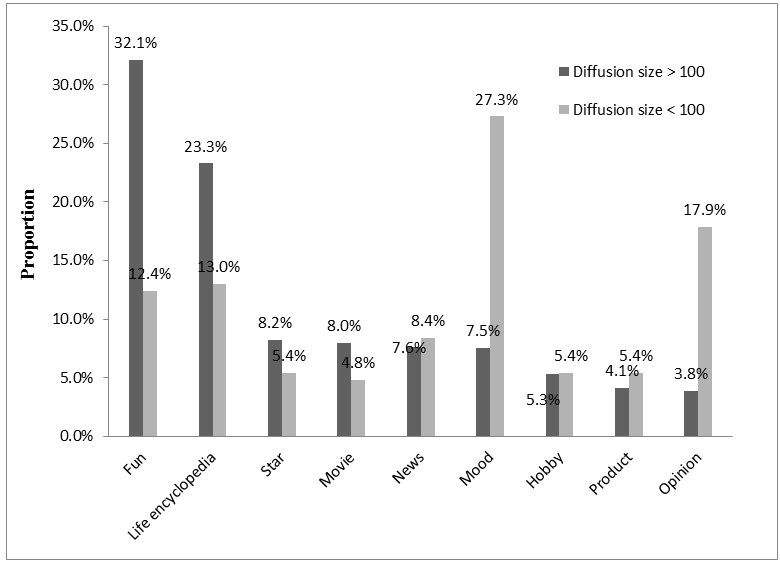 35.0%
30.0%
25.0%
20.0%
15.0%
10.0%
5.0%
0.0%
Proportion
32.1%
12.4%
23.3%
13.0%
8.2%
5.4%
8.0%
4.8%
7.6%
8.4%
7.5%
27.3%
5.3%
5.4%
4.1%
5.4%
3.8%
17.9%
Diffusion size > 100
Diffusion size < 100
Fun
Life encyclopedia
Star
Movie
News
Mood
Hobby
Product
Opinion